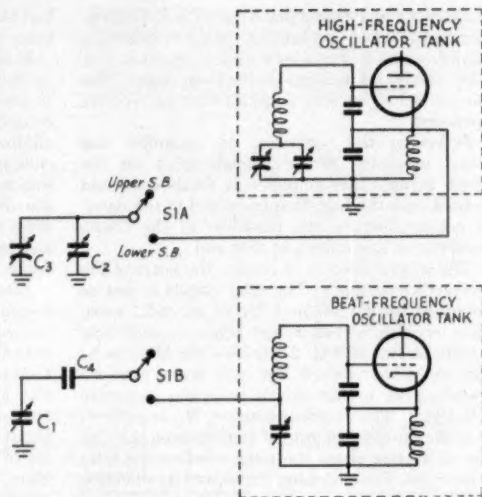 HIGH-FREQUENCY
OSCILLATOR TANK
Upper S.B.
S1A
C3
C2
Lower S.B.
BEAT-FREQUENCY
OSCILLATOR TANK
C4
S1B
C1